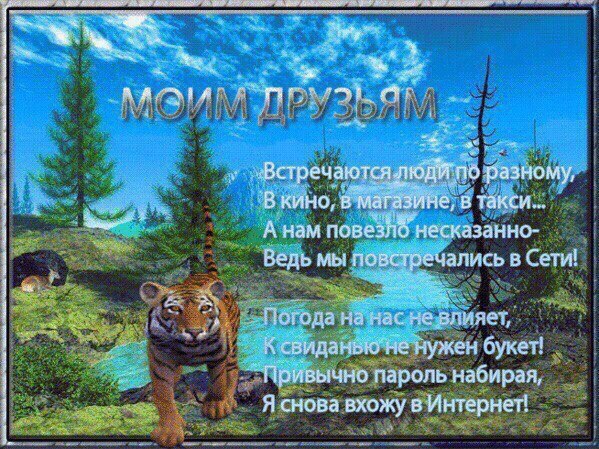 МОИМ ДРУЗЬЯМ
Встречаются люди по разному,
В кино, в магазине, в такси...
А нам повезло несказанно-
Ведь мы повстречались в Сети!
Погода на нас не влияет,
К свиданью не нужен букет!
Привычно пароль набирая,
Я снова вхожу в Интернет!